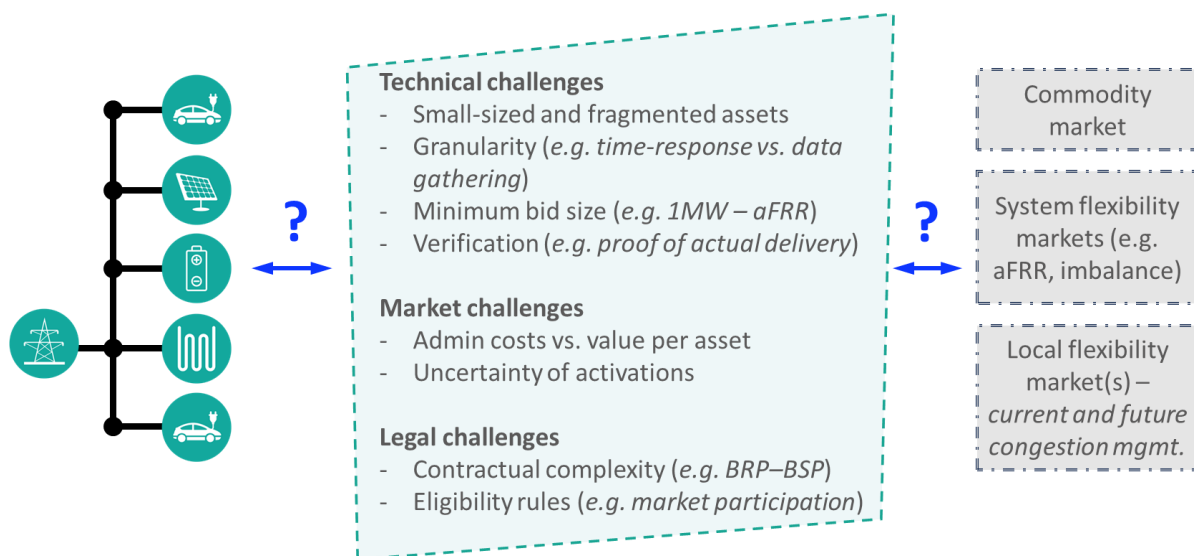 Technical challenges
- Small-sized and fragmented assets
- Granularity (e.g. time-response vs. data
gathering)
- Minimum bid size (e.g. 1MW – aFRR)
- Verification (e.g. proof of actual delivery)
Market challenges
- Admin costs vs. value per asset
- Uncertainty of activations
Legal challenges
- Contractual complexity (e.g. BRP–BSP)
- Eligibility rules (e.g. market participation)
?
?
Commodity
market
System flexibility
markets (e.g.
aFRR, imbalance)
Local flexibility
market(s) –
current and future
congestion mgmt.